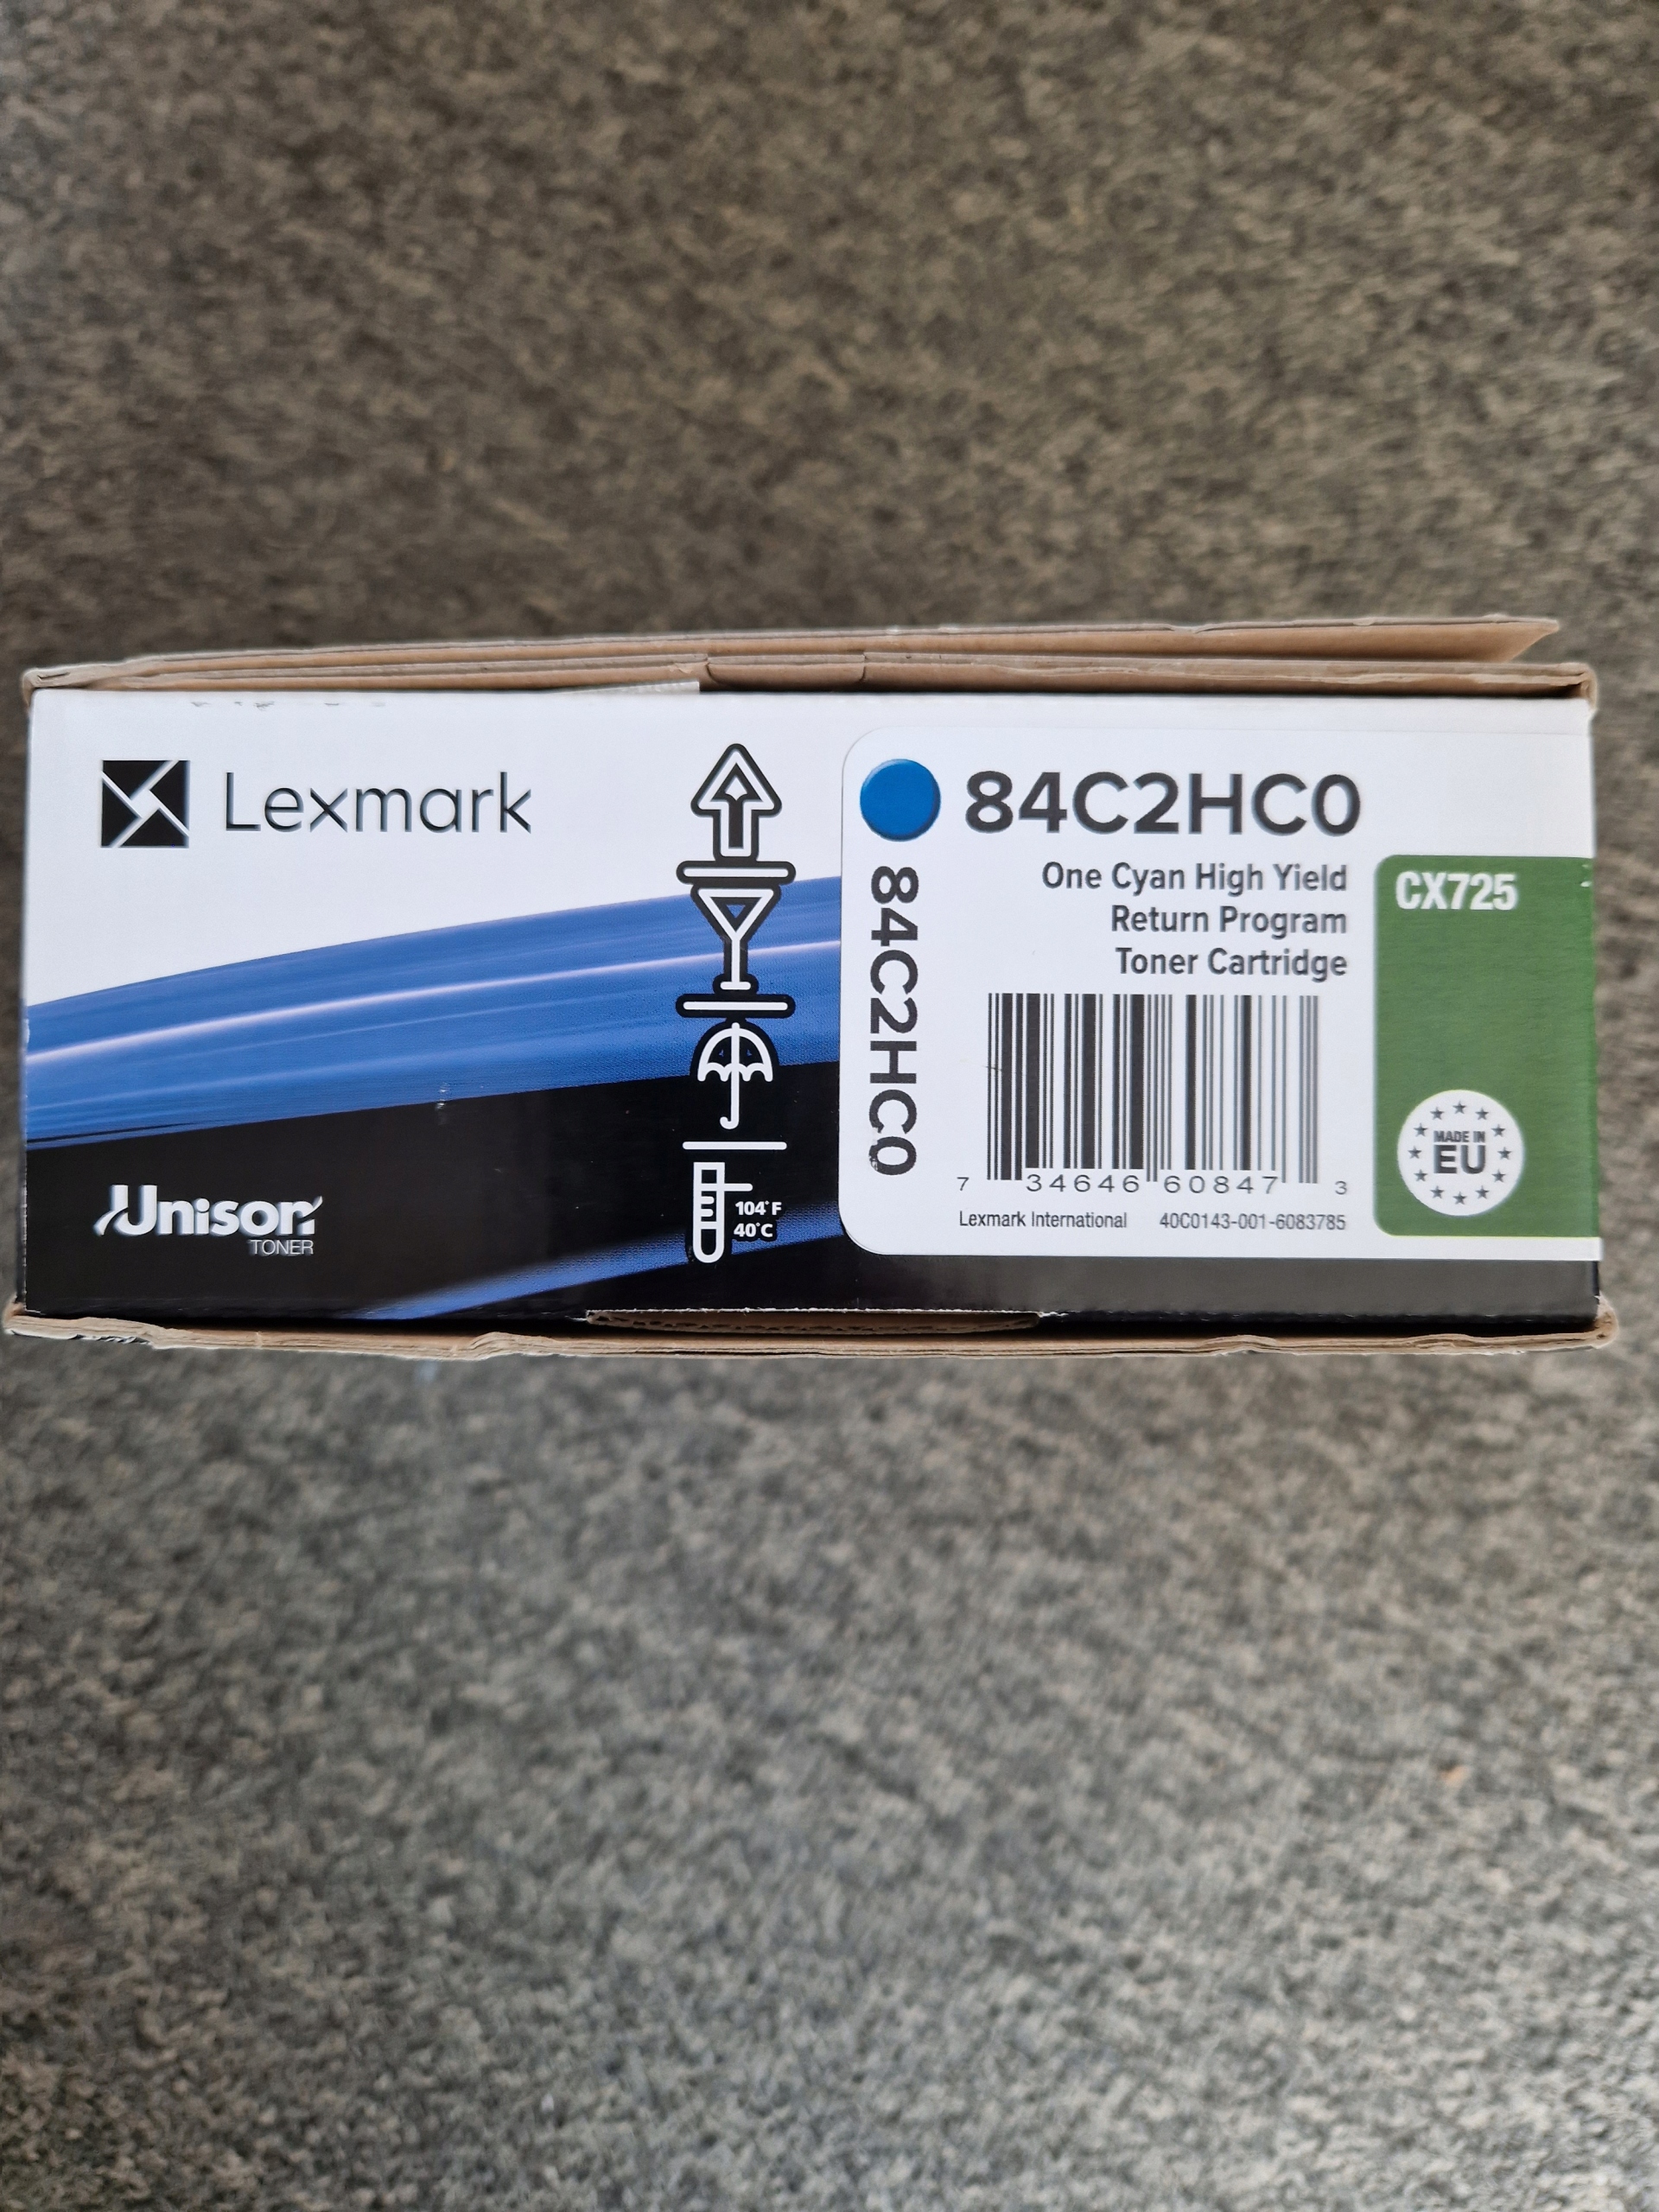 Lexmark
Unison
TONER
104°F
40°C
84C2HC0
84C2HC0
One Cyan High Yield
Return Program
Toner Cartridge
7 34646 60847 3
Lexmark International 40C0143-001-6083785
CX725
MADE IN
EU